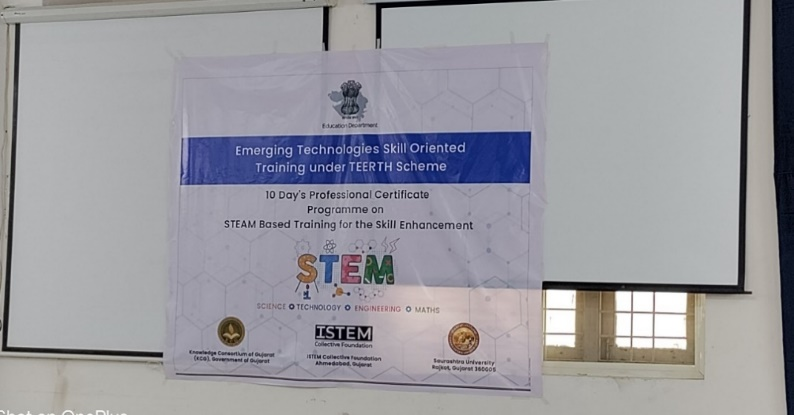 Education Department
Emerging Technologies Skill Oriented
Training under TEERTH Scheme
10 Day's Professional Certificate
Programme on
STEAM Based Training for the Skill Enhancement
STEM
SCIENCE TECHNOLOGY ENGINEERING MATHS
Knowledge Consortium of Gujarat
(KCG), Government of Gujarat
ISTEM
Collective Foundation
ISTEM Collective Foundation
Ahmedabad, Gujarat
Saurashtra University
Rajkot, Gujarat 360005
Shot on OnePlus